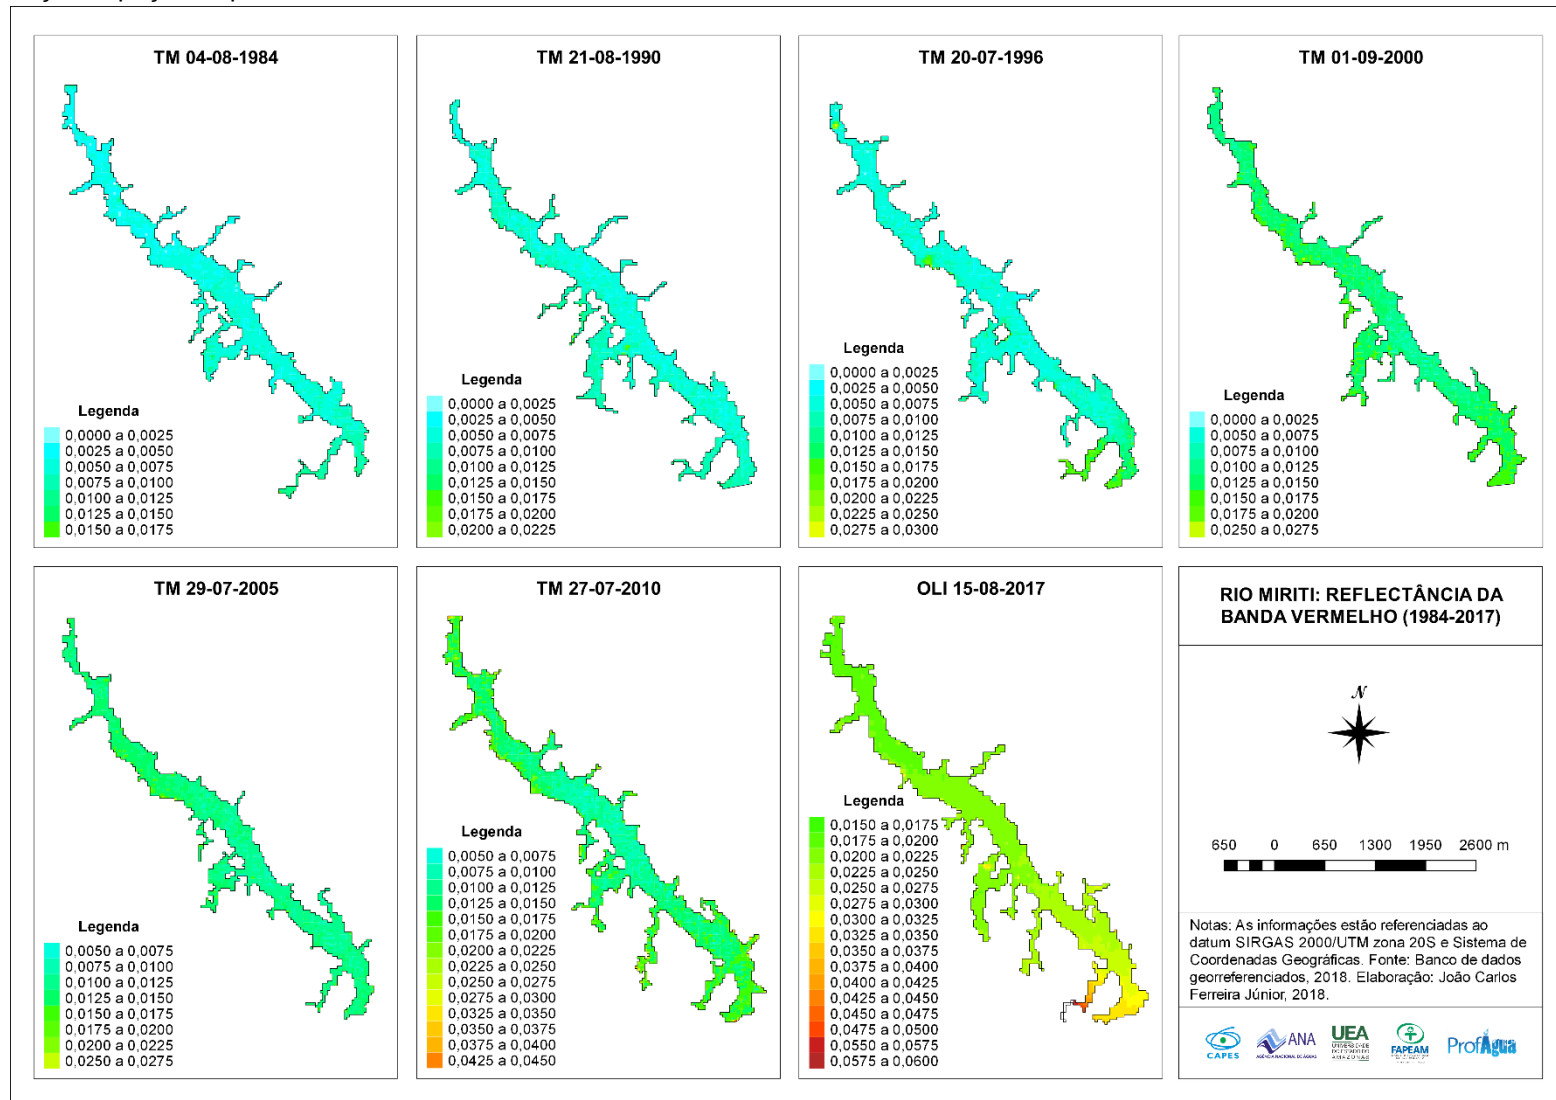 TM 04-08-1984
Legenda
0,0000 a 0,0025
0,0025 a 0,0050
0,0050 a 0,0075
0,0075 a 0,0100
0,0100 a 0,0125
0,0125 a 0,0150
0,0150 a 0,0175
TM 21-08-1990
Legenda
0,0000 a 0,0025
0,0025 a 0,0050
0,0050 a 0,0075
0,0075 a 0,0100
0,0100 a 0,0125
0,0125 a 0,0150
0,0150 a 0,0175
0,0175 a 0,0200
0,0200 a 0,0225
TM 20-07-1996
Legenda
0,0000 a 0,0025
0,0025 a 0,0050
0,0050 a 0,0075
0,0075 a 0,0100
0,0100 a 0,0125
0,0125 a 0,0150
0,0150 a 0,0175
0,0175 a 0,0200
0,0200 a 0,0225
0,0225 a 0,0250
0,0275 a 0,0300
TM 01-09-2000
Legenda
0,0000 a 0,0025
0,0050 a 0,0075
0,0075 a 0,0100
0,0100 a 0,0125
0,0125 a 0,0150
0,0150 a 0,0175
0,0175 a 0,0200
0,0250 a 0,0275
TM 29-07-2005
Legenda
0,0050 a 0,0075
0,0075 a 0,0100
0,0100 a 0,0125
0,0125 a 0,0150
0,0150 a 0,0175
0,0175 a 0,0200
0,0200 a 0,0225
0,0250 a 0,0275
TM 27-07-2010
Legenda
0,0050 a 0,0075
0,0075 a 0,0100
0,0100 a 0,0125
0,0125 a 0,0150
0,0150 a 0,0175
0,0175 a 0,0200
0,0200 a 0,0225
0,0225 a 0,0250
0,0250 a 0,0275
0,0275 a 0,0300
0,0325 a 0,0350
0,0350 a 0,0375
0,0375 a 0,0400
0,0425 a 0,0450
OLI 15-08-2017
Legenda
0,0150 a 0,0175
0,0175 a 0,0200
0,0200 a 0,0225
0,0225 a 0,0250
0,0250 a 0,0275
0,0275 a 0,0300
0,0300 a 0,0325
0,0325 a 0,0350
0,0350 a 0,0375
0,0375 a 0,0400
0,0400 a 0,0425
0,0425 a 0,0450
0,0450 a 0,0475
0,0475 a 0,0500
0,0550 a 0,0575
0,0575 a 0,0600
RIO MIRITI: REFLECTÂNCIA DA
BANDA VERMELHO (1984-2017)
N
650 0 650 1300 1950 2600 m
Notas: As informações estão referenciadas ao
datum SIRGAS 2000/UTM zona 20S e Sistema de
Coordenadas Geográficas. Fonte: Banco de dados
georreferenciados, 2018. Elaboração: João Carlos
Ferreira Júnior, 2018.
CAPES
ANA
AGÊNCIA NACIONAL DE ÁGUAS
UEA
UNIVERSIDADE
DO ESTADO DO
AMAZONAS
FAPEAM
ProfÁgua